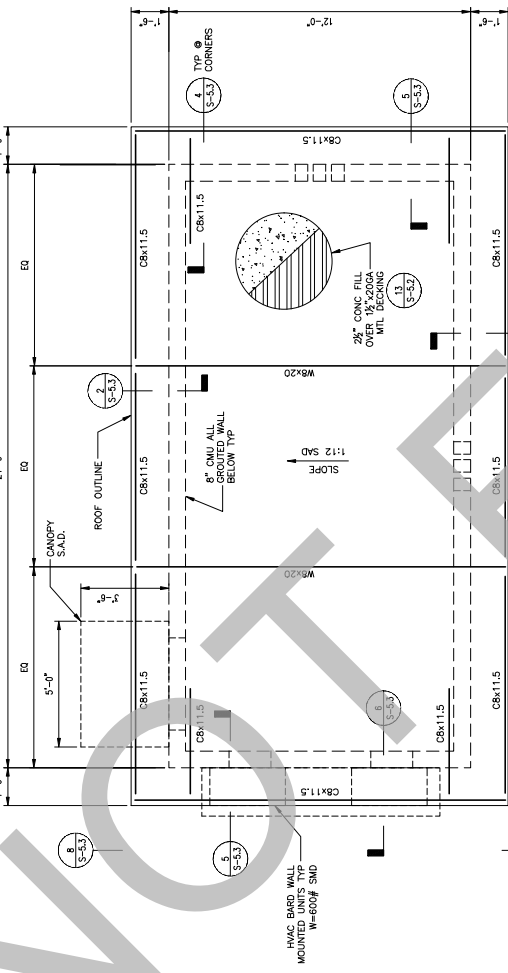 EQ
EQ
EQ
1'-6"
12'-0"
1'-6"
5'-0"
3'-6"
CANOPY
S.A.D.
ROOF OUTLINE
2
S-5.3
4
S-5.3
TYP @
CORNERS
8
S-5.3
C8x11.5
C8x11.5
C8x11.5
C8x11.5
C8x11.5
8" CMU ALL
GROUTED WALL
BELOW TYP
SLOPE
1:12 SAD
W8x20
W8x20
C8x11.5
C8x11.5
2½" CONC FILL
OVER 1½"x20GA
MTL DECKING
13
S-5.2
5
S-5.3
6
S-5.3
5
S-5.3
HVAC BARD WALL
MOUNTED UNITS TYP
W=600# SMD
C8x11.5
C8x11.5
C8x11.5
C8x11.5
C8x11.5
NOT